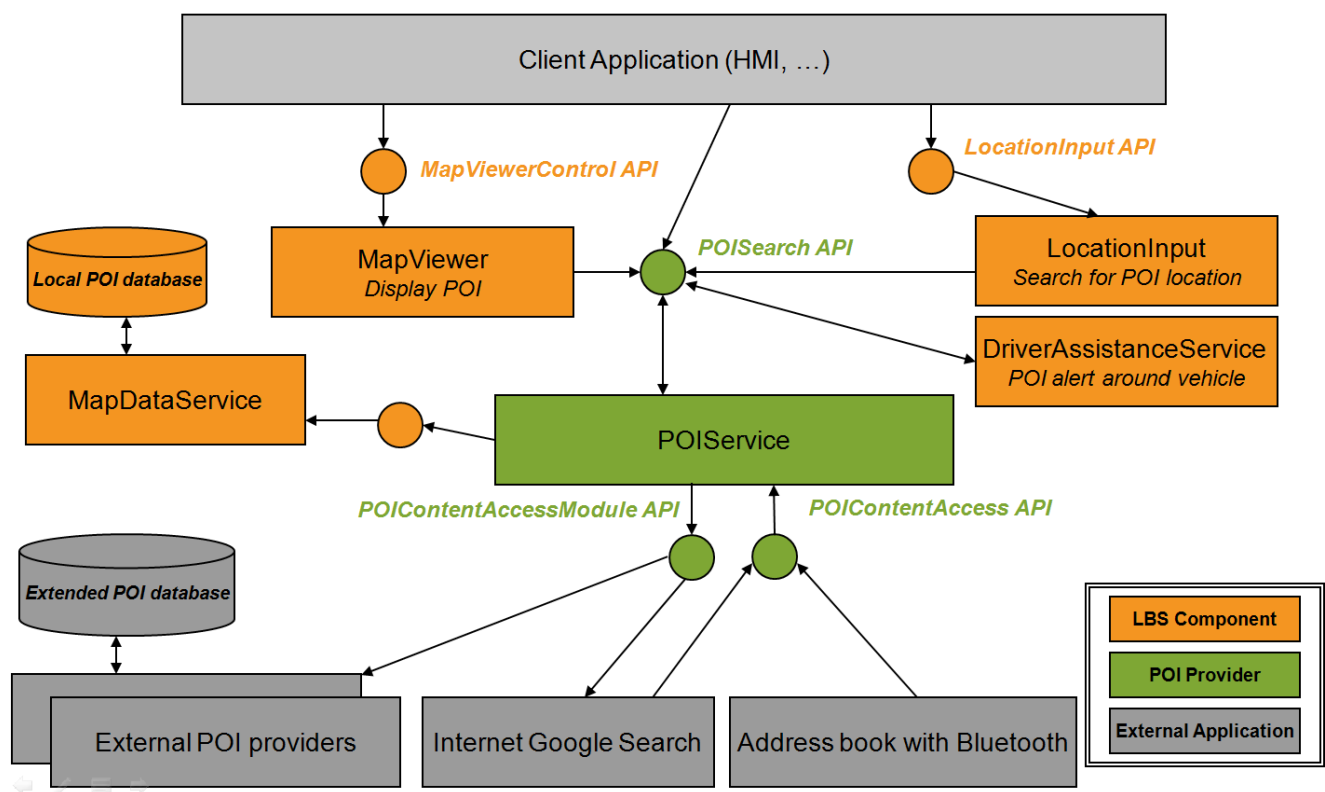 Client Application (HMI, …)
MapViewerControl API
LocationInput API
MapViewer
Display POI
POISearch API
LocationInput
Search for POI location
Local POI database
DriverAssistanceService
POI alert around vehicle
MapDataService
POIService
POIContentAccessModule API
POIContentAccess API
Extended POI database
External POI providers
Internet Google Search
Address book with Bluetooth
LBS Component
POI Provider
External Application